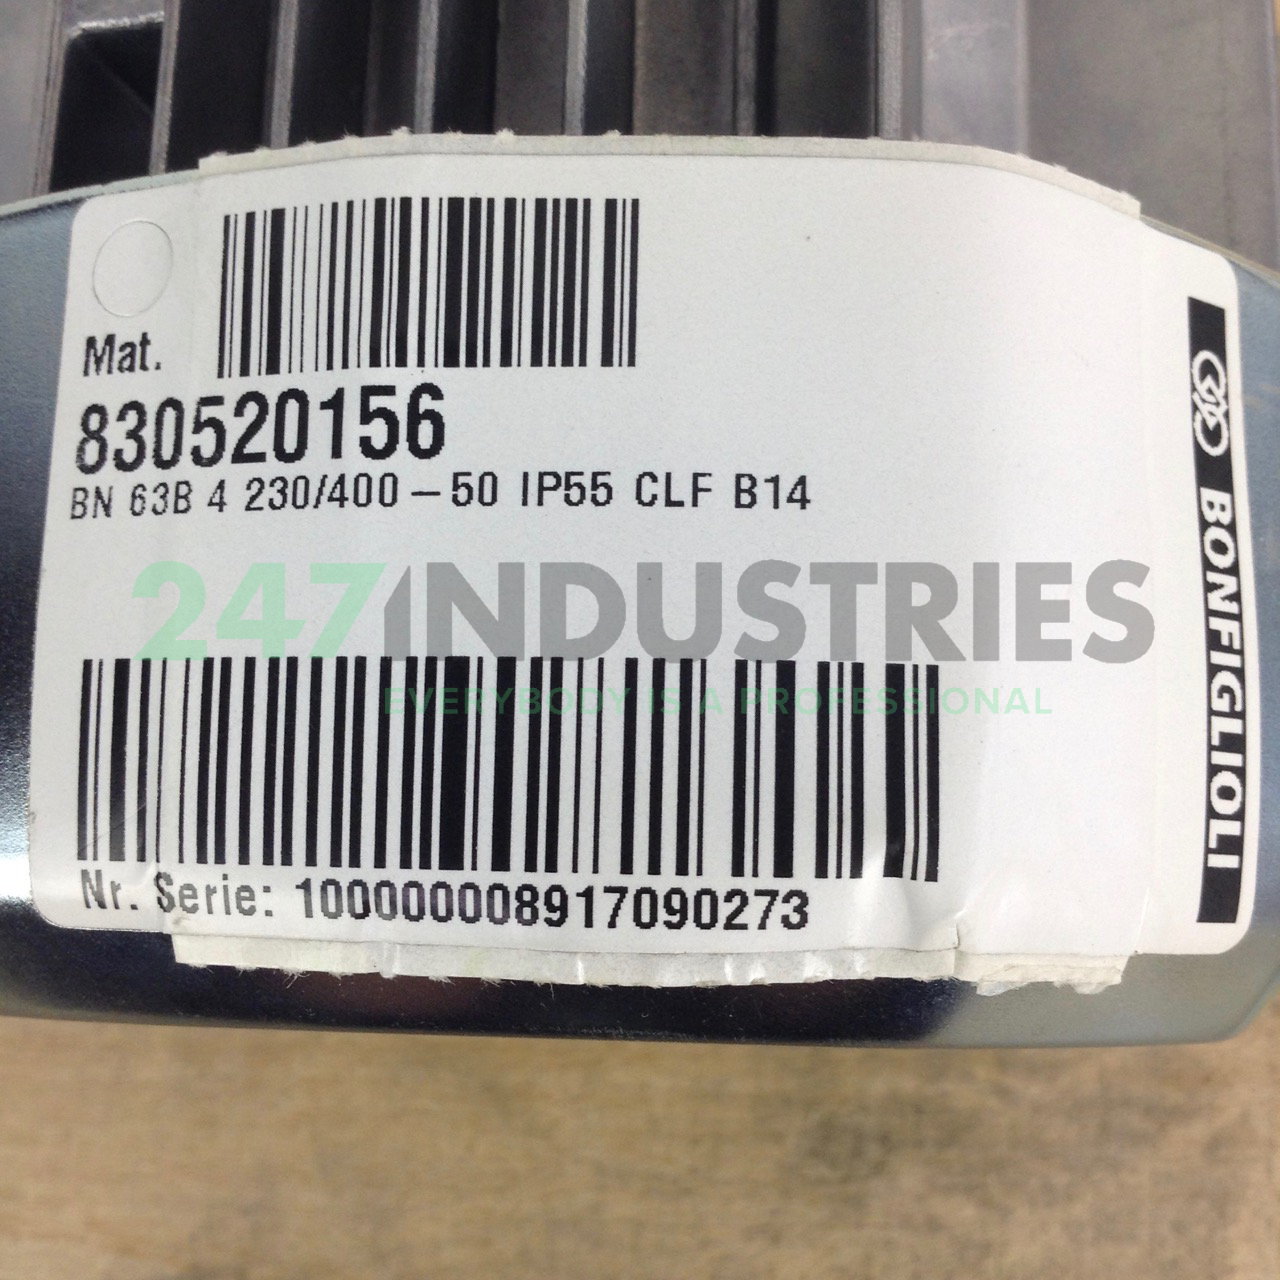 Mat.
830520156
BN 63B 4 230/400-50 IP55 CLF B14
247INDUSTRIES
EVERYBODY IS A PROFESSIONAL
Nr. Serie: 1000000008917090273
BONFIGLIOLI